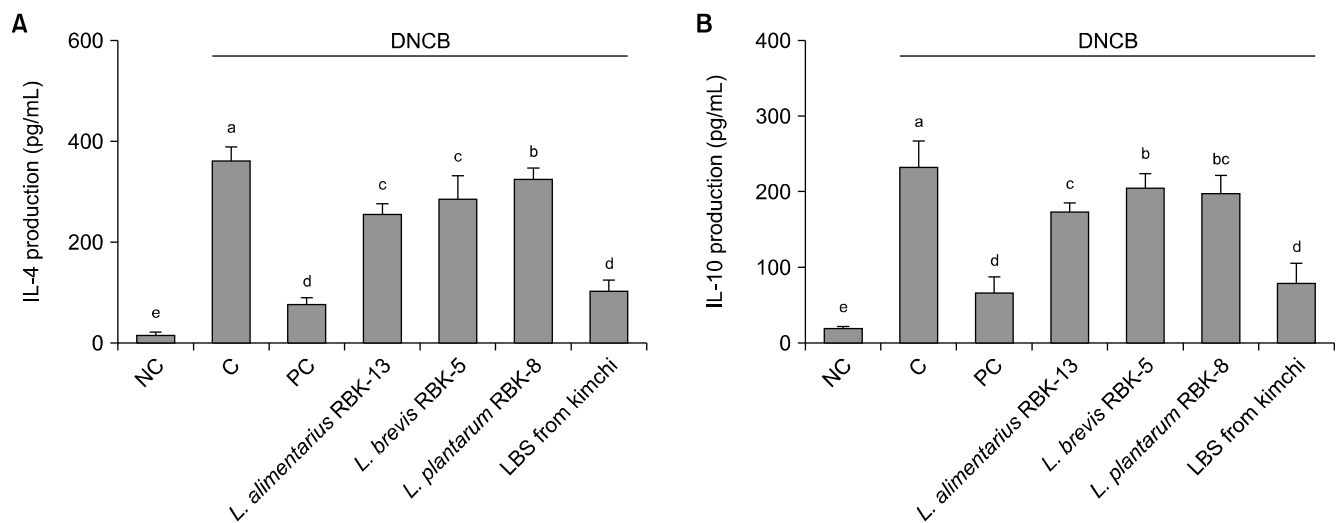 A
DNCB
IL-4 production (pg/mL)
600
400
200
0
e
a
d
c
c
b
d
NC
C
PC
L. alimentarius RBK-13
L. brevis RBK-5
L. plantarum RBK-8
LBS from kimchi
B
DNCB
IL-10 production (pg/mL)
400
300
200
100
0
e
a
d
c
b
bc
d
NC
C
PC
L. alimentarius RBK-13
L. brevis RBK-5
L. plantarum RBK-8
LBS from kimchi